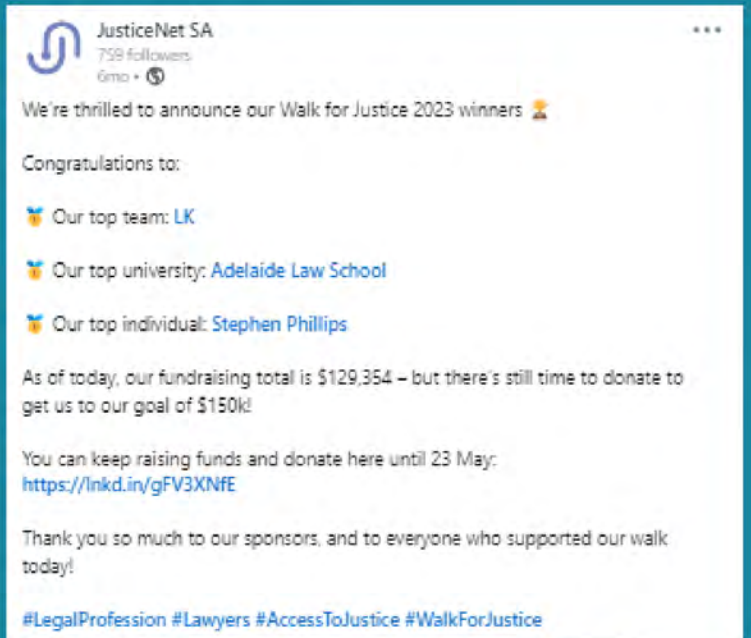 JusticeNet SA
759 followers
6mo •
We're thrilled to announce our Walk for Justice 2023 winners 🏆
Congratulations to:
🥇 Our top team: LK
🥇 Our top university: Adelaide Law School
🥇 Our top individual: Stephen Phillips
As of today, our fundraising total is $129,354 – but there's still time to donate to
get us to our goal of $150k!
You can keep raising funds and donate here until 23 May:
https://lnkd.in/gFV3XNfE
Thank you so much to our sponsors, and to everyone who supported our walk
today!
#LegalProfession #Lawyers #AccessToJustice #WalkForJustice